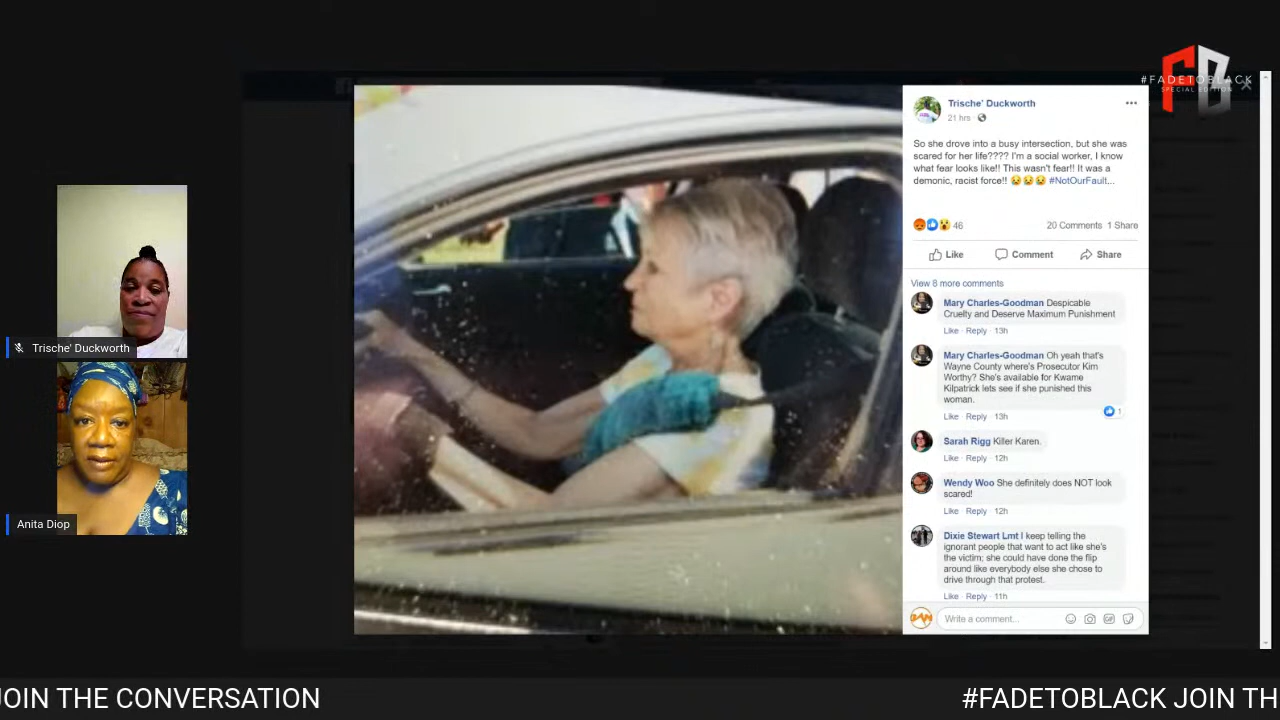 #FADETOBLACK
SPECIAL EDITION
Trische' Duckworth
21 hrs
So she drove into a busy intersection, but she was
scared for her life???? I'm a social worker, I know
what fear looks like!! This wasn't fear!! It was a
demonic, racist force!! 😥😥😥 #NotOurFault...
46
20 Comments 1 Share
Like Comment Share
View 8 more comments
Mary Charles-Goodman Despicable
Cruelty and Deserve Maximum Punishment
Like · Reply · 13h
Mary Charles-Goodman Oh yeah that's
Wayne County where's Prosecutor Kim
Worthy? She's available for Kwame
Kilpatrick lets see if she punished this
woman.
1
Like · Reply · 13h
Sarah Rigg Killer Karen.
Like · Reply · 12h
Wendy Woo She definitely does NOT look
scared!
Like · Reply · 12h
Dixie Stewart Lmt I keep telling the
ignorant people that want to act like she's
the victim; she could have done the flip
around like everybody else she chose to
drive through that protest.
Like · Reply · 11h
Write a comment...
GIF
Trische' Duckworth
Anita Diop
JOIN THE CONVERSATION
#FADETOBLACK JOIN TH